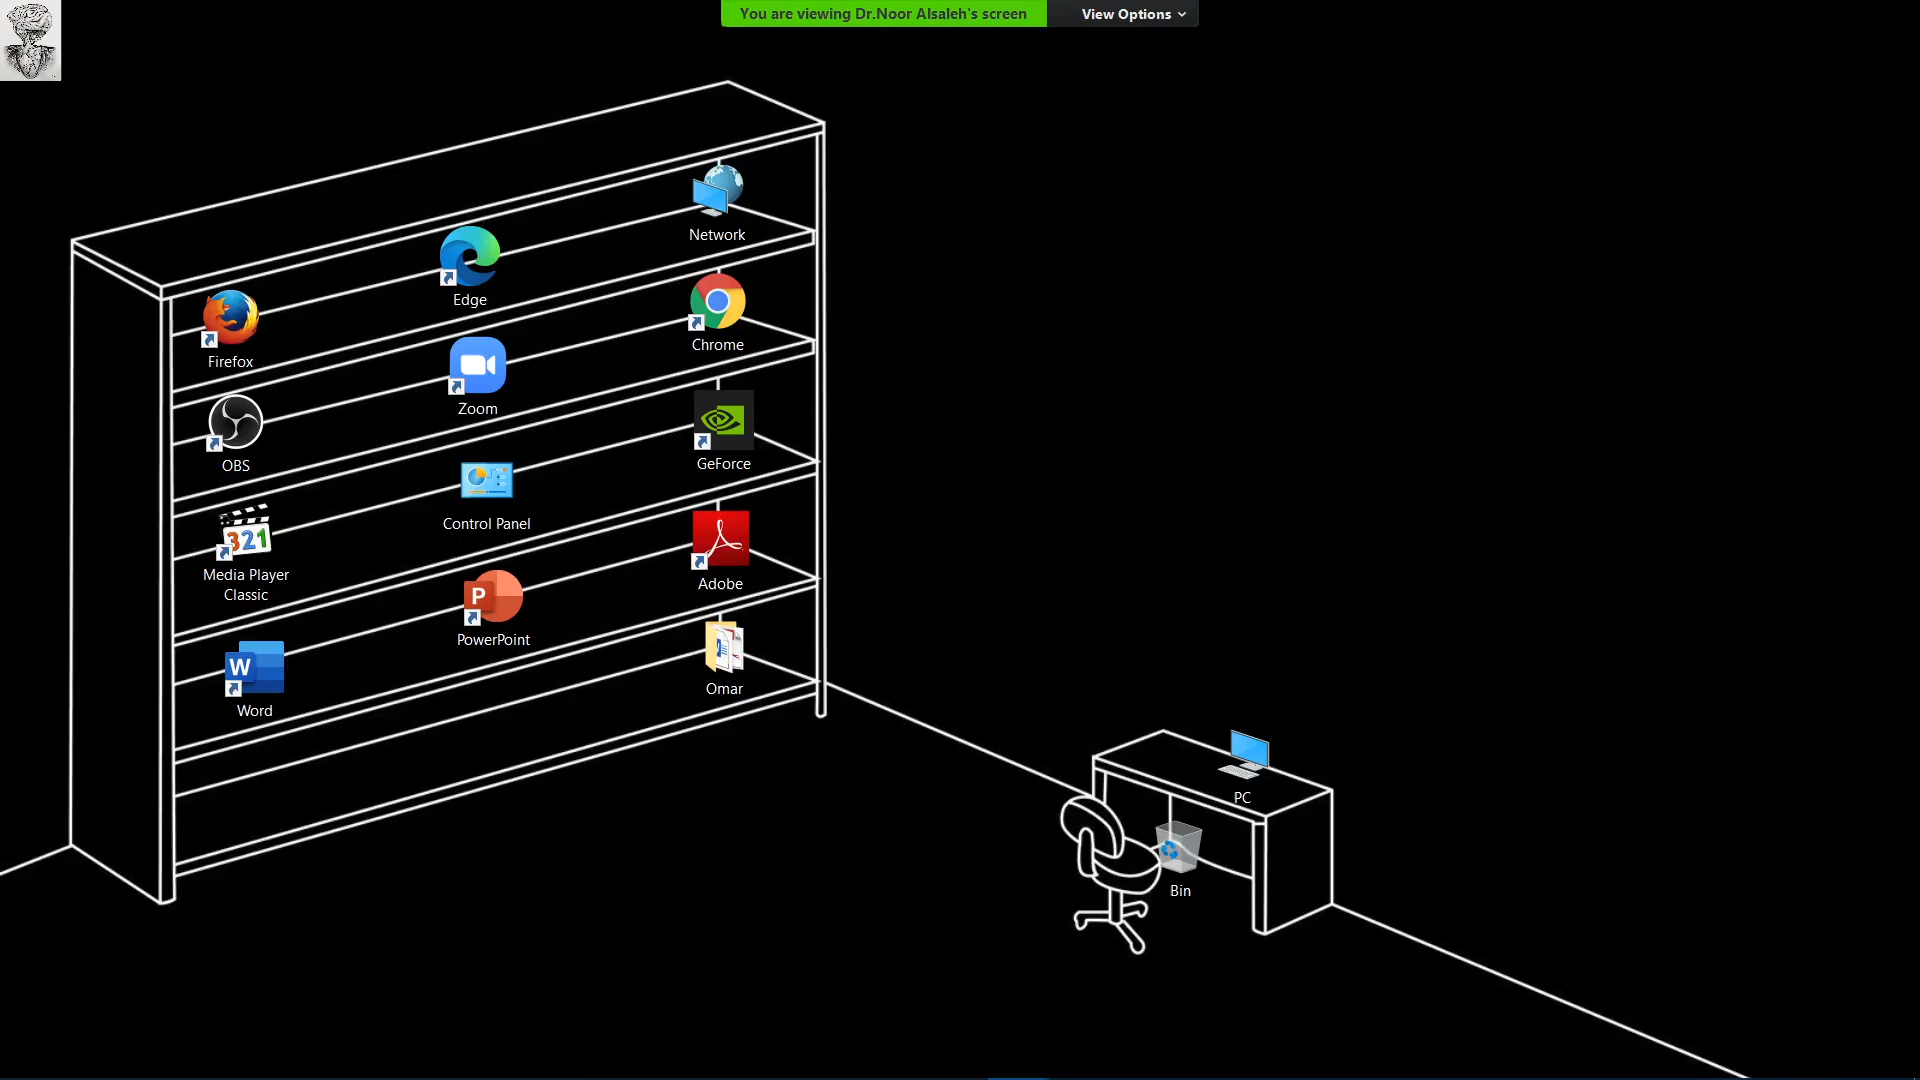 You are viewing Dr.Noor Alsaleh's screen
View Options
Network
Edge
Chrome
Firefox
Zoom
GeForce
OBS
Control Panel
321
Media Player
Classic
Adobe
P
PowerPoint
W
Word
Omar
PC
Bin